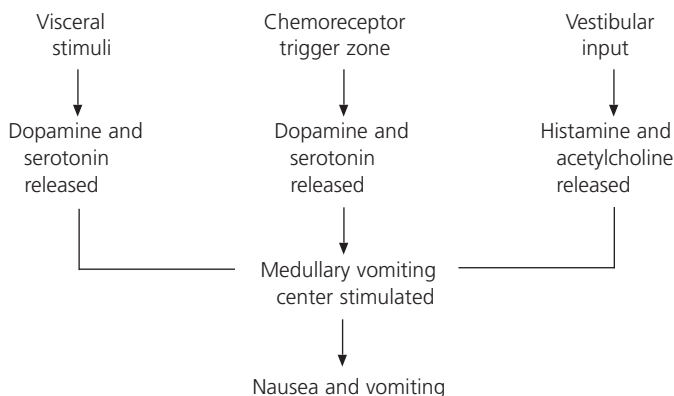 Visceral
stimuli
Chemoreceptor
trigger zone
Vestibular
input
Dopamine and
serotonin
released
Dopamine and
serotonin
released
Histamine and
acetylcholine
released
Medullary vomiting
center stimulated
Nausea and vomiting